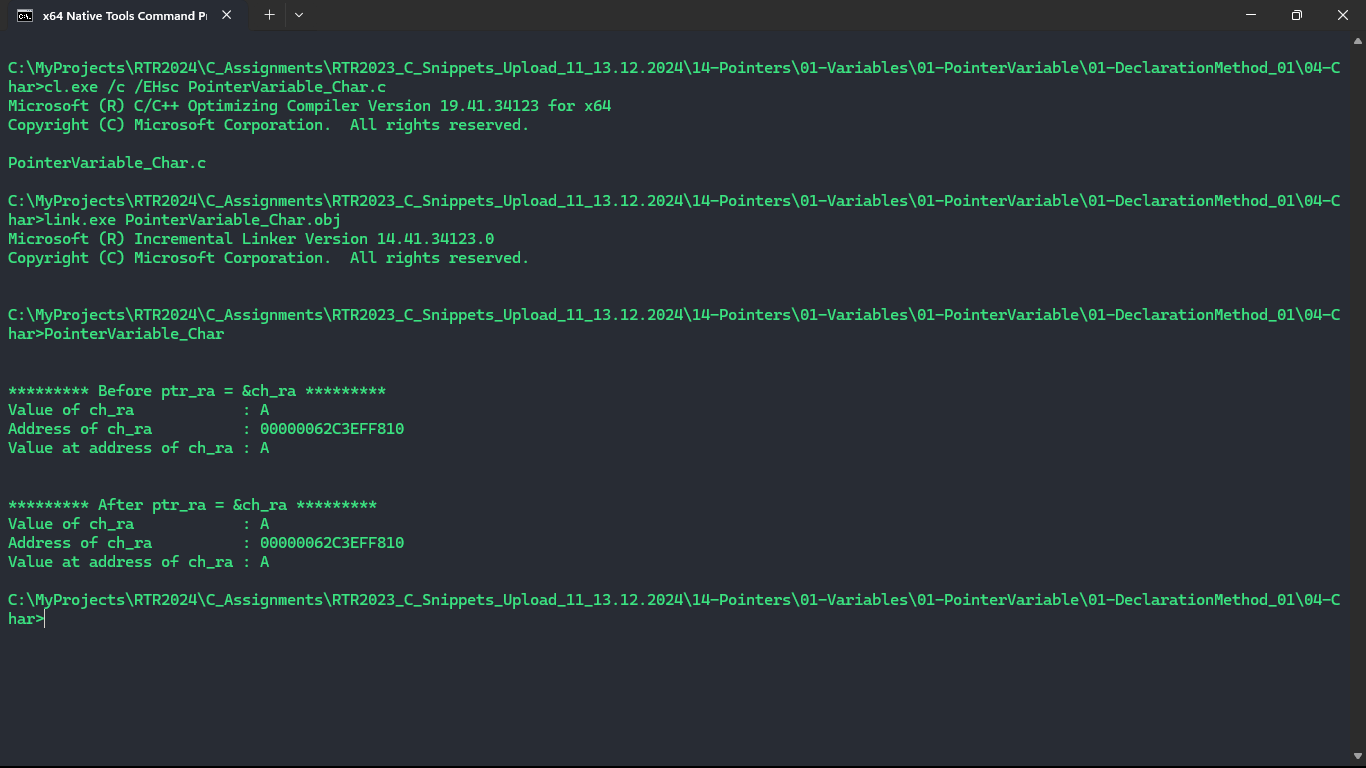 x64 Native Tools Command P
C:\MyProjects\RTR2024\C_Assignments\RTR2023_C_Snippets_Upload_11_13.12.2024\14-Pointers\01-Variables\01-PointerVariable\01-DeclarationMethod_01\04-C
har>cl.exe /c /EHsc PointerVariable_Char.c
Microsoft (R) C/C++ Optimizing Compiler Version 19.41.34123 for x64
Copyright (C) Microsoft Corporation.  All rights reserved.
PointerVariable_Char.c
C:\MyProjects\RTR2024\C_Assignments\RTR2023_C_Snippets_Upload_11_13.12.2024\14-Pointers\01-Variables\01-PointerVariable\01-DeclarationMethod_01\04-C
har>link.exe PointerVariable_Char.obj
Microsoft (R) Incremental Linker Version 14.41.34123.0
Copyright (C) Microsoft Corporation.  All rights reserved.
C:\MyProjects\RTR2024\C_Assignments\RTR2023_C_Snippets_Upload_11_13.12.2024\14-Pointers\01-Variables\01-PointerVariable\01-DeclarationMethod_01\04-C
har>PointerVariable_Char
********* Before ptr_ra = &ch_ra *********
Value of ch_ra            : A
Address of ch_ra          : 00000062C3EFF810
Value at address of ch_ra : A
********* After ptr_ra = &ch_ra *********
Value of ch_ra            : A
Address of ch_ra          : 00000062C3EFF810
Value at address of ch_ra : A
C:\MyProjects\RTR2024\C_Assignments\RTR2023_C_Snippets_Upload_11_13.12.2024\14-Pointers\01-Variables\01-PointerVariable\01-DeclarationMethod_01\04-C
har>